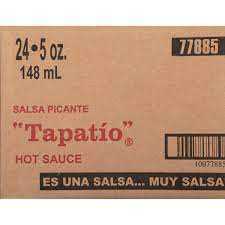 24•5 oz.
148 mL
77885
SALSA PICANTE
"Tapatío"®
HOT SAUCE
ES UNA SALSA... MUY SALSA